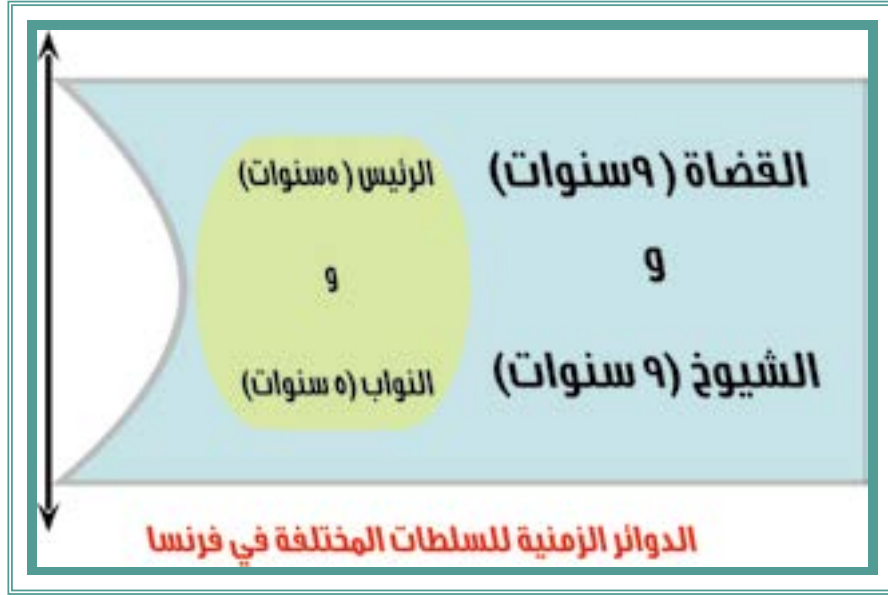 القضاة (٩سنوات)
و
الشيوخ (٩ سنوات)
الرئيس (٥سنوات)
و
النواب (٥ سنوات)
الدوائر الزمنية للسلطات المختلفة في فرنسا